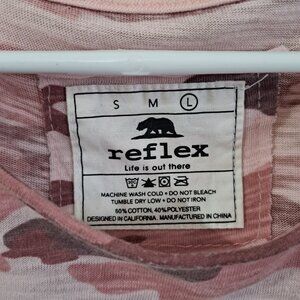 S M L
reflex
Life is out there
MACHINE WASH COLD • DO NOT BLEACH
TUMBLE DRY LOW • DO NOT IRON
60% COTTON, 40% POLYESTER
DESIGNED IN CALIFORNIA. MANUFACTURED IN CHINA